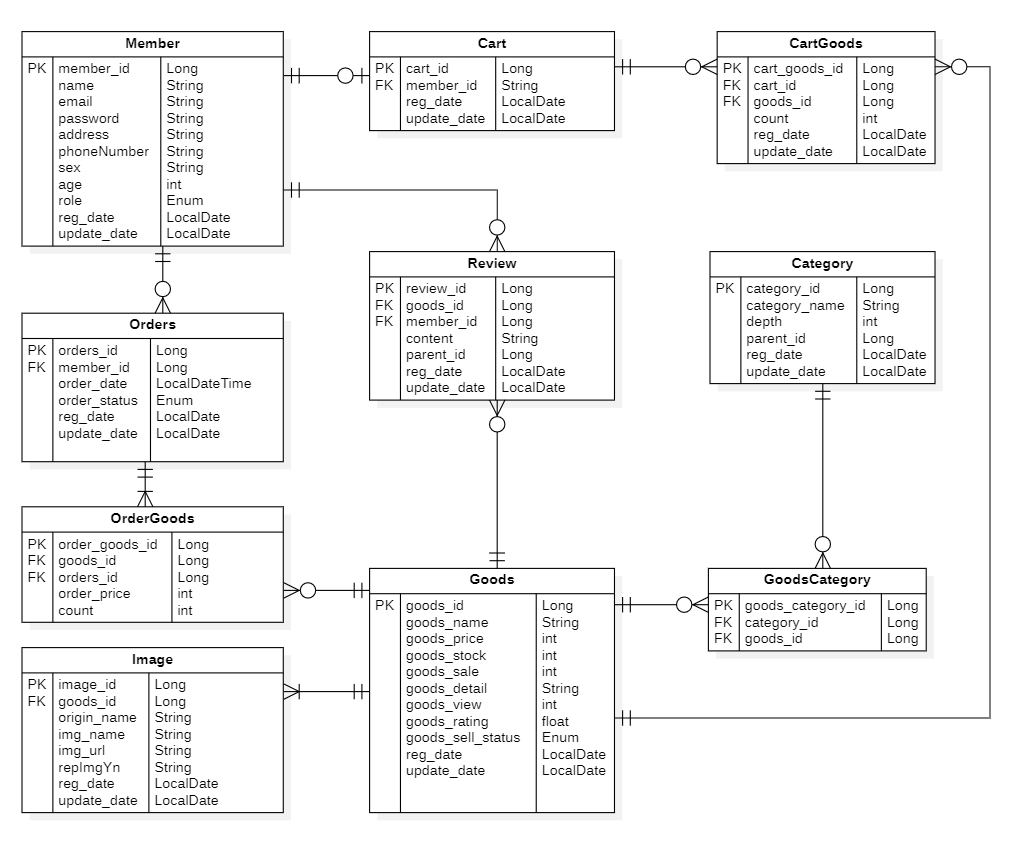 Member
PK member_id Long
name String
email String
password String
address String
phoneNumber String
sex String
age int
role Enum
reg_date LocalDate
update_date LocalDate
Cart
PK cart_id Long
FK member_id String
reg_date LocalDate
update_date LocalDate
CartGoods
PK cart_goods_id Long
FK cart_id Long
FK goods_id Long
count int
reg_date LocalDate
update_date LocalDate
Review
PK review_id Long
FK goods_id Long
FK member_id Long
content String
parent_id Long
reg_date LocalDate
update_date LocalDate
Category
PK category_id Long
category_name String
depth int
parent_id Long
reg_date LocalDate
update_date LocalDate
Orders
PK orders_id Long
FK member_id Long
order_date LocalDateTime
order_status Enum
reg_date LocalDate
update_date LocalDate
OrderGoods
PK order_goods_id Long
FK goods_id Long
FK orders_id Long
order_price int
count int
Goods
PK goods_id Long
goods_name String
goods_price int
goods_stock int
goods_sale int
goods_detail String
goods_view int
goods_rating float
goods_sell_status Enum
reg_date LocalDate
update_date LocalDate
GoodsCategory
PK goods_category_id Long
FK category_id Long
FK goods_id Long
Image
PK image_id Long
FK goods_id Long
origin_name String
img_name String
img_url String
repImgYn String
reg_date LocalDate
update_date LocalDate